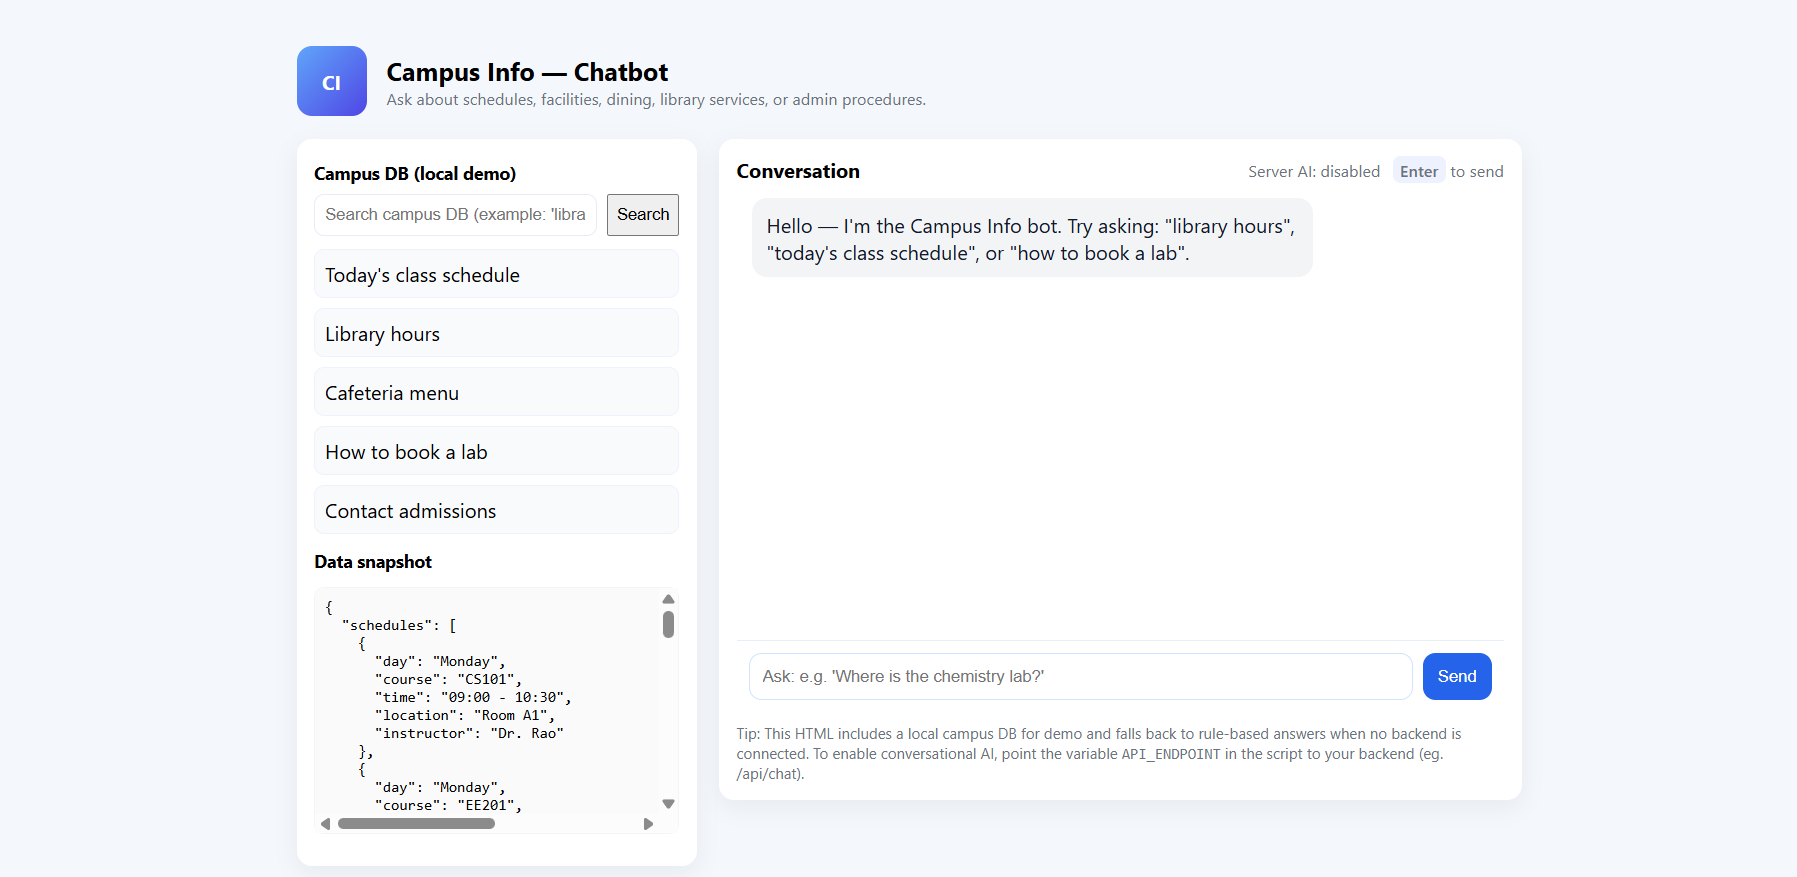 CI
Campus Info — Chatbot
Ask about schedules, facilities, dining, library services, or admin procedures.
Campus DB (local demo)
Search campus DB (example: 'libra
Search
Today's class schedule
Library hours
Cafeteria menu
How to book a lab
Contact admissions
Data snapshot
{
  "schedules": [
    {
      "day": "Monday",
      "course": "CS101",
      "time": "09:00 - 10:30",
      "location": "Room A1",
      "instructor": "Dr. Rao"
    },
    {
      "day": "Monday",
      "course": "EE201",
Conversation
Server AI: disabled Enter to send
Hello — I'm the Campus Info bot. Try asking: "library hours",
"today's class schedule", or "how to book a lab".
Ask: e.g. 'Where is the chemistry lab?'
Send
Tip: This HTML includes a local campus DB for demo and falls back to rule-based answers when no backend is
connected. To enable conversational AI, point the variable API_ENDPOINT in the script to your backend (eg.
/api/chat).